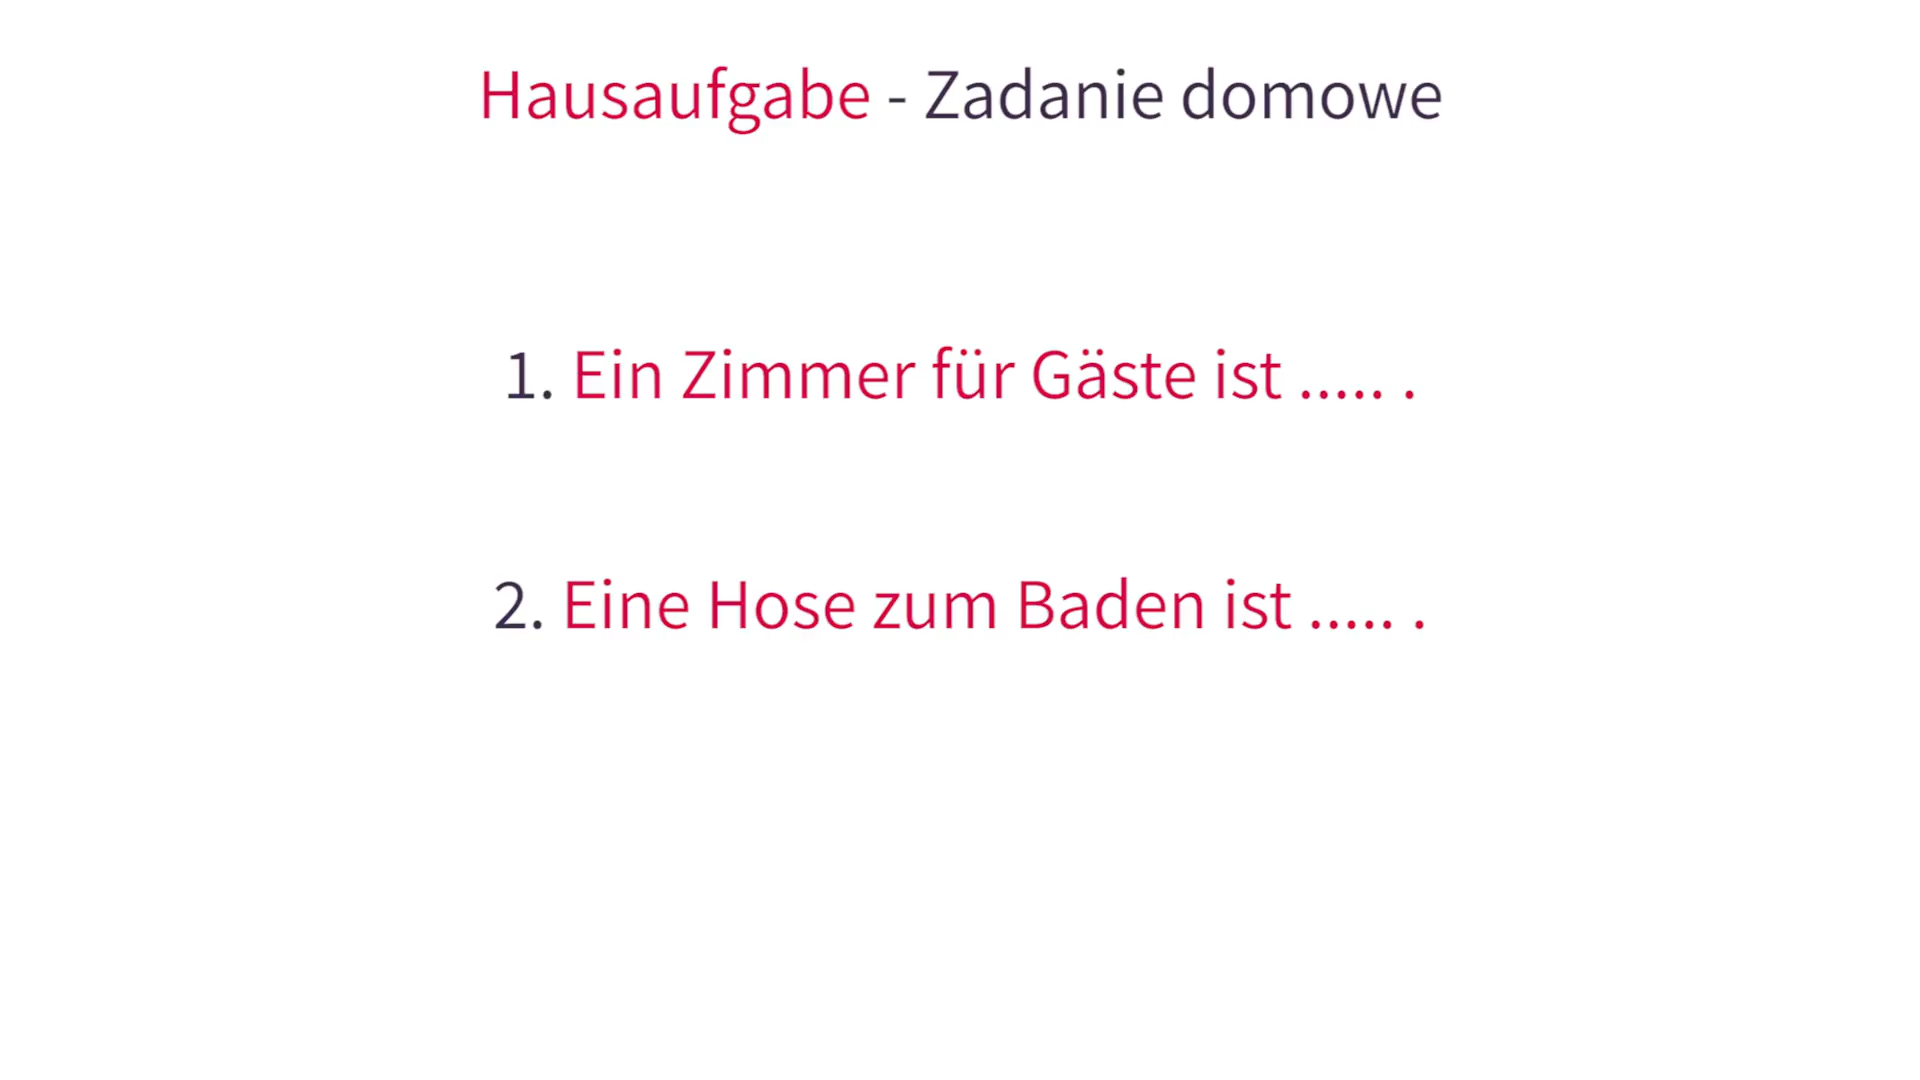 Hausaufgabe - Zadanie domowe
1. Ein Zimmer für Gäste ist ..... .
2. Eine Hose zum Baden ist ..... .